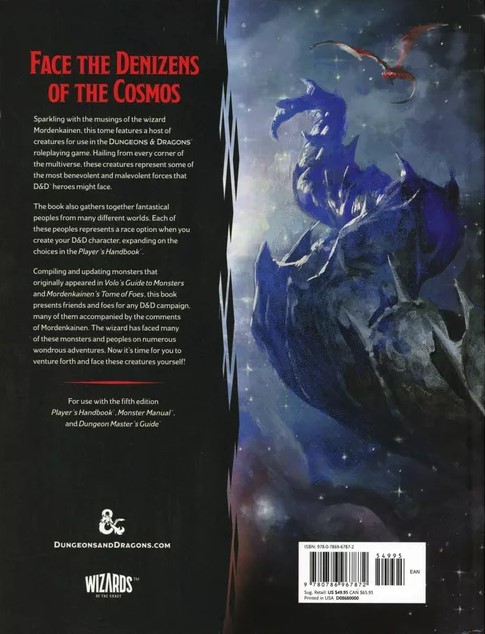 FACE THE DENIZENS
OF THE COSMOS
Sparkling with the musings of the wizard
Mordenkainen, this tome features a host of
creatures for use in the DUNGEONS & DRAGONS
roleplaying game. Hailing from every corner of
the multiverse, these creatures represent some of
the most benevolent and malevolent forces that
D&D heroes might face.
The book also gathers together fantastical
peoples from many different worlds. Each of
these peoples represents a race option when you
create your D&D character, expanding on the
choices in the Player's Handbook.
Compiling and updating monsters that
originally appeared in Volo's Guide to Monsters
and Mordenkainen's Tome of Foes, this book
presents friends and foes for any D&D campaign,
many of them accompanied by the comments
of Mordenkainen. The wizard has faced many
of these monsters and peoples on numerous
wondrous adventures. Now it's time for you to
venture forth and face these creatures yourself!
For use with the fifth edition
Player's Handbook, Monster Manual,
and Dungeon Master's Guide
DUNGEONSANDDRAGONS.COM
WIZARDS™
OF THE COAST
ISBN: 978-0-7869-6787-2
54995
EAN
9 780786 967872
Sug. Retail: US $49.95 CAN $65.95
Printed in USA D08680000